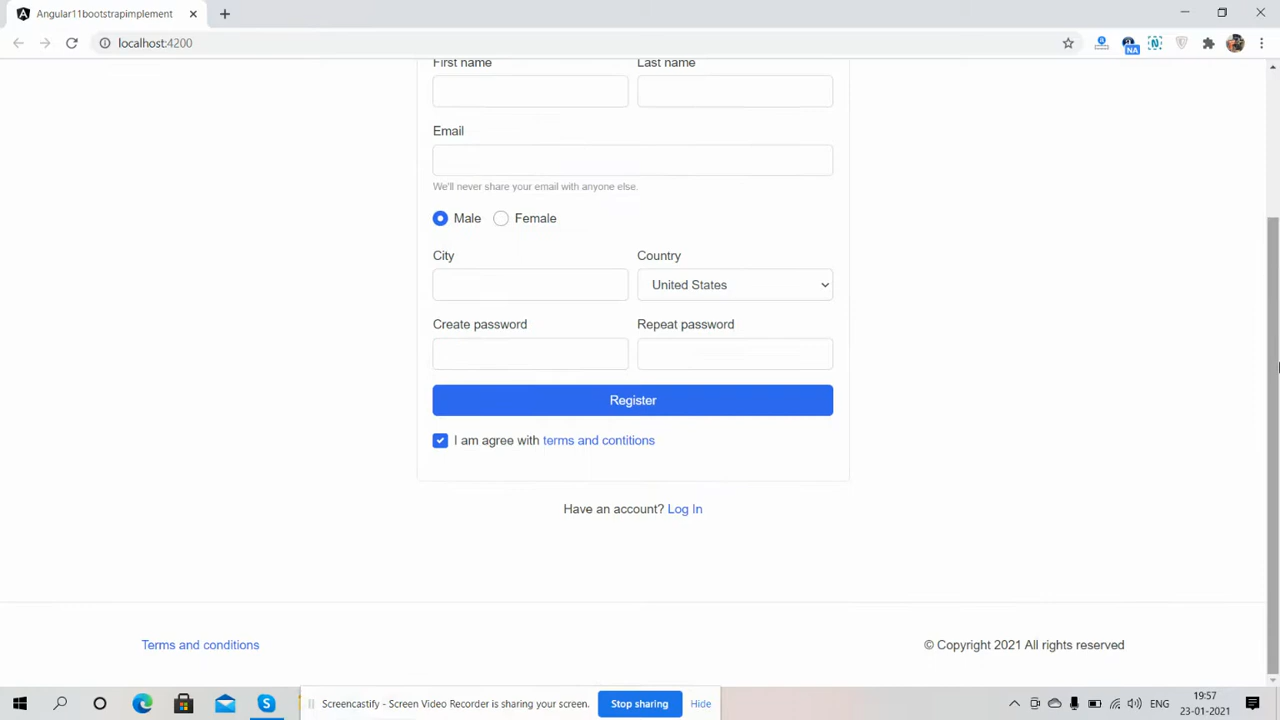 Angular11bootstrapimplement
localhost:4200
NA
First name Last name
Email
We'll never share your email with anyone else.
Male Female
City Country
United States
Create password Repeat password
Register
I am agree with terms and contitions
Have an account? Log In
Terms and conditions © Copyright 2021 All rights reserved
Screencastify - Screen Video Recorder is sharing your screen. Stop sharing Hide
ENG 19:57
23-01-2021